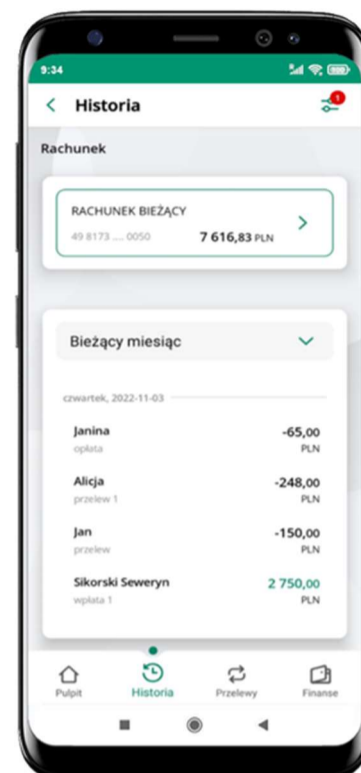 9:34
Historia
1
Rachunek
RACHUNEK BIEŻĄCY
49 8173 .... 0050 7 616,83 PLN
Bieżący miesiąc
czwartek, 2022-11-03
Janina -65,00
opłata PLN
Alicja -248,00
przelew 1 PLN
Jan -150,00
przelew PLN
Sikorski Seweryn 2 750,00
wpłata 1 PLN
Pulpit Historia Przelewy Finanse